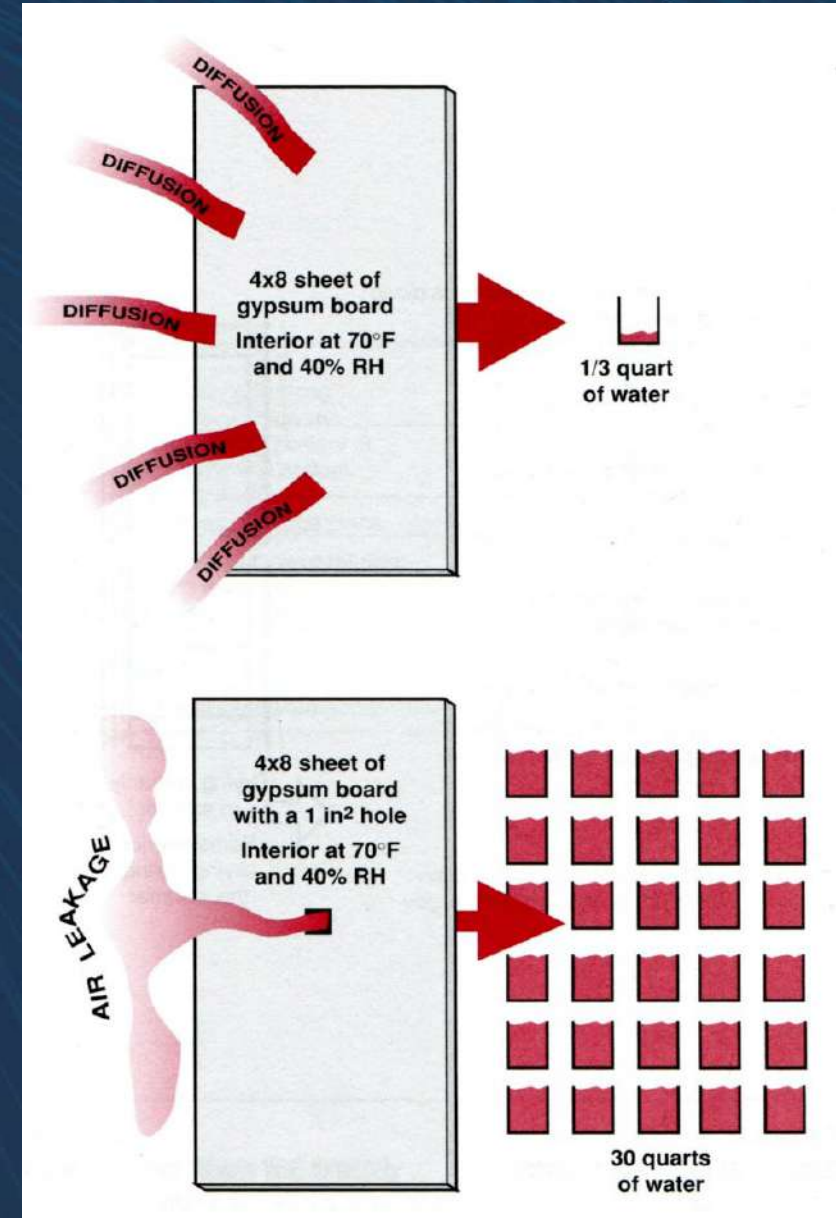 DIFFUSION
DIFFUSION
DIFFUSION
DIFFUSION
DIFFUSION
4x8 sheet of
gypsum board
Interior at 70°F
and 40% RH
1/3 quart
of water
AIR LEAKAGE
4x8 sheet of
gypsum board
with a 1 in² hole
Interior at 70°F
and 40% RH
30 quarts
of water